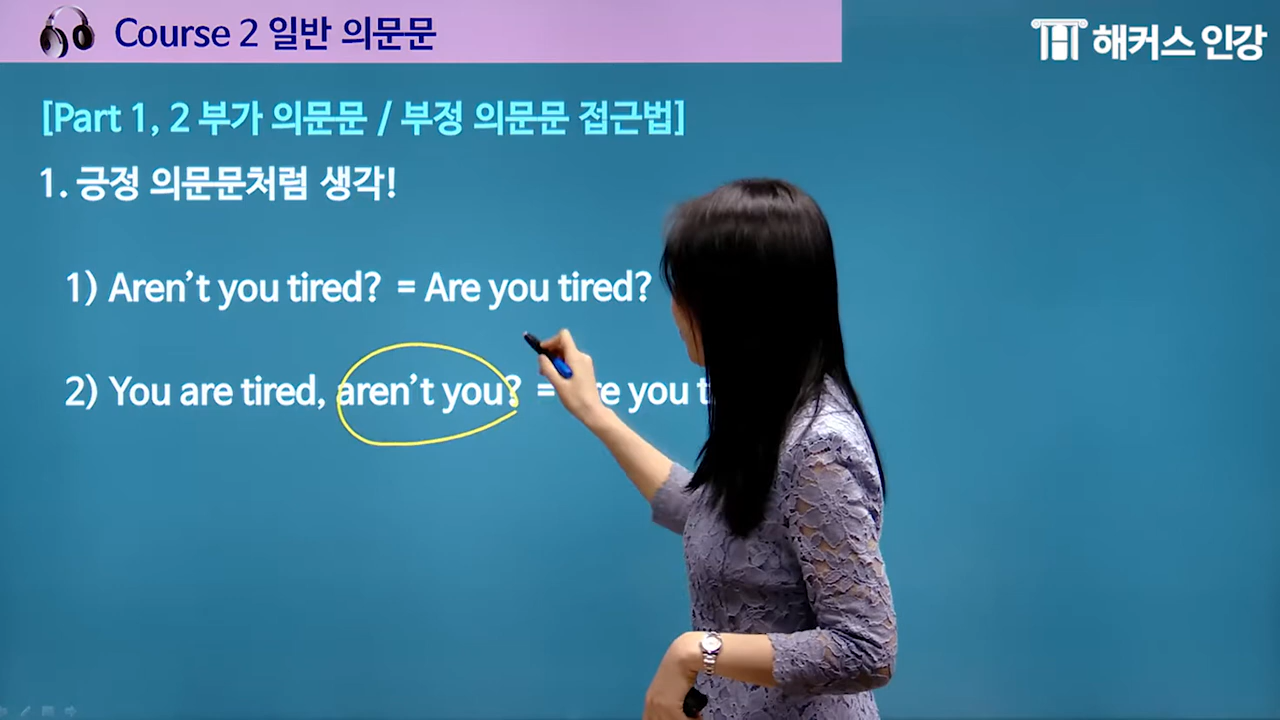 Course 2 일반 의문문
해커스 인강
[Part 1, 2 부가 의문문 / 부정 의문문 접근법]
1. 긍정 의문문처럼 생각!
1) Aren't you tired? = Are you tired?
2) You are tired, aren't you? = you